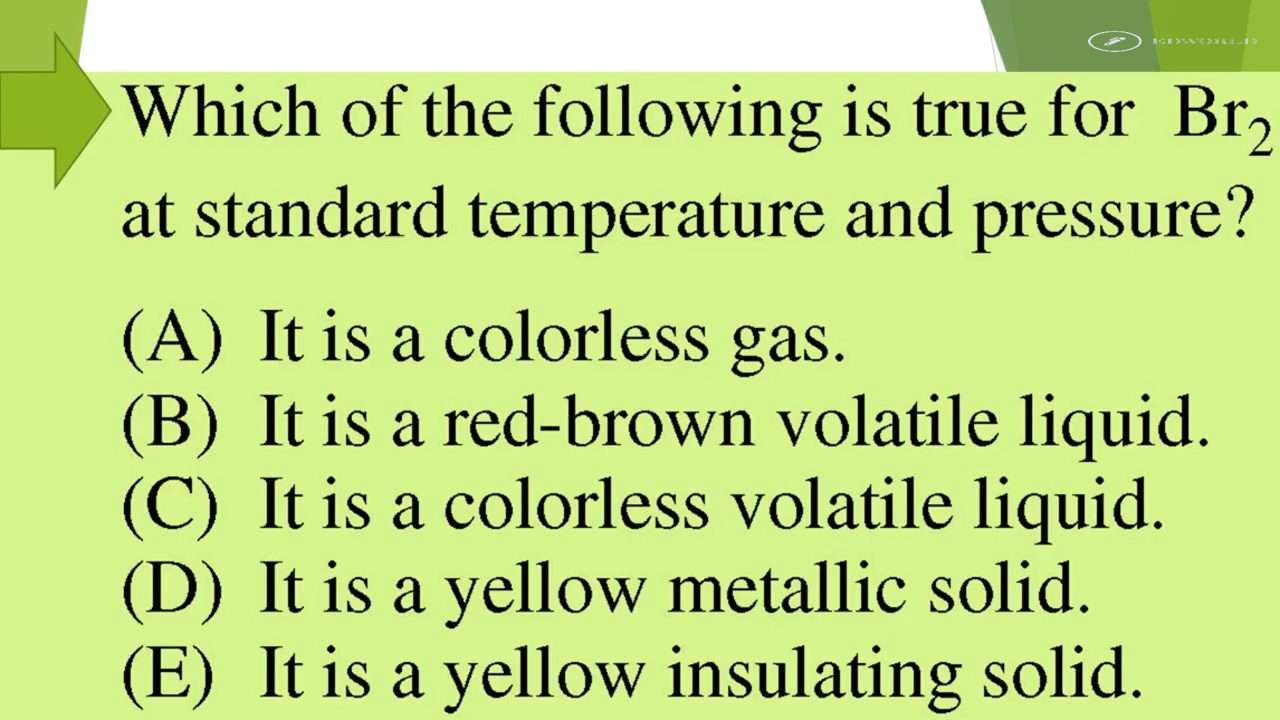 Which of the following is true for Br₂
at standard temperature and pressure?
(A) It is a colorless gas.
(B) It is a red-brown volatile liquid.
(C) It is a colorless volatile liquid.
(D) It is a yellow metallic solid.
(E) It is a yellow insulating solid.